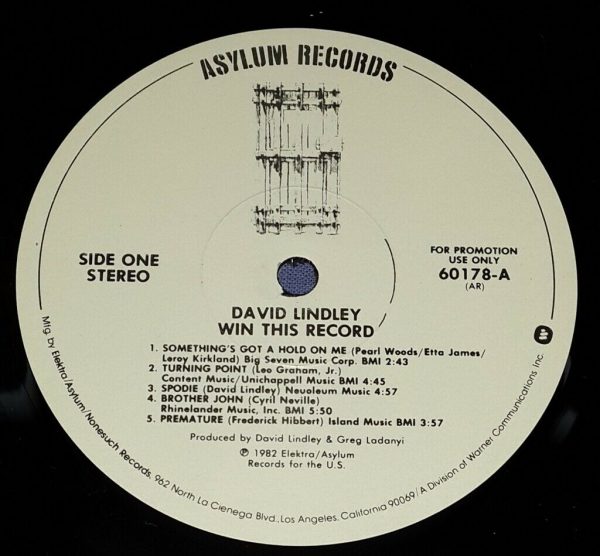 ASYLUM RECORDS
SIDE ONE
STEREO
FOR PROMOTION
USE ONLY
60178-A
(AR)
DAVID LINDLEY
WIN THIS RECORD
1. SOMETHING'S GOT A HOLD ON ME (Pearl Woods/Etta James/
Leroy Kirkland) Big Seven Music Corp. BMI 2:43
2. TURNING POINT (Leo Graham, Jr.)
Content Music/Unichappell Music BMI 4:45
3. SPODIE (David Lindley) Neuoleum Music 4:57
4. BROTHER JOHN (Cyril Neville)
Rhinelander Music, Inc. BMI 5:50
5. PREMATURE (Frederick Hibbert) Island Music BMI 3:57
Produced by David Lindley & Greg Ladanyi
℗ 1982 Elektra/Asylum
Records for the U.S.
Mfg. by Elektra/Asylum/Nonesuch Records, 962 North La Cienega Blvd., Los Angeles, California 90069/A Division of Warner Communications Inc.